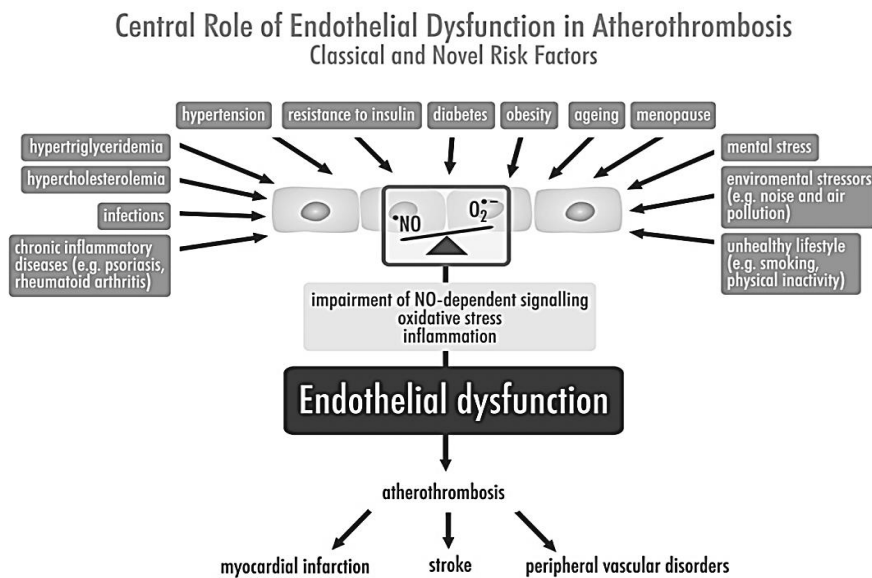 Central Role of Endothelial Dysfunction in Atherothrombosis
Classical and Novel Risk Factors
hypertension
resistance to insulin
diabetes
obesity
ageing
menopause
hypertriglyceridemia
hypercholesterolemia
infections
chronic inflammatory
diseases (e.g. psoriasis,
rheumatoid arthritis)
mental stress
enviromental stressors
(e.g. noise and air
pollution)
unhealthy lifestyle
(e.g. smoking,
physical inactivity)
•NO
O₂•−
impairment of NO-dependent signalling
oxidative stress
inflammation
Endothelial dysfunction
atherothrombosis
myocardial infarction
stroke
peripheral vascular disorders